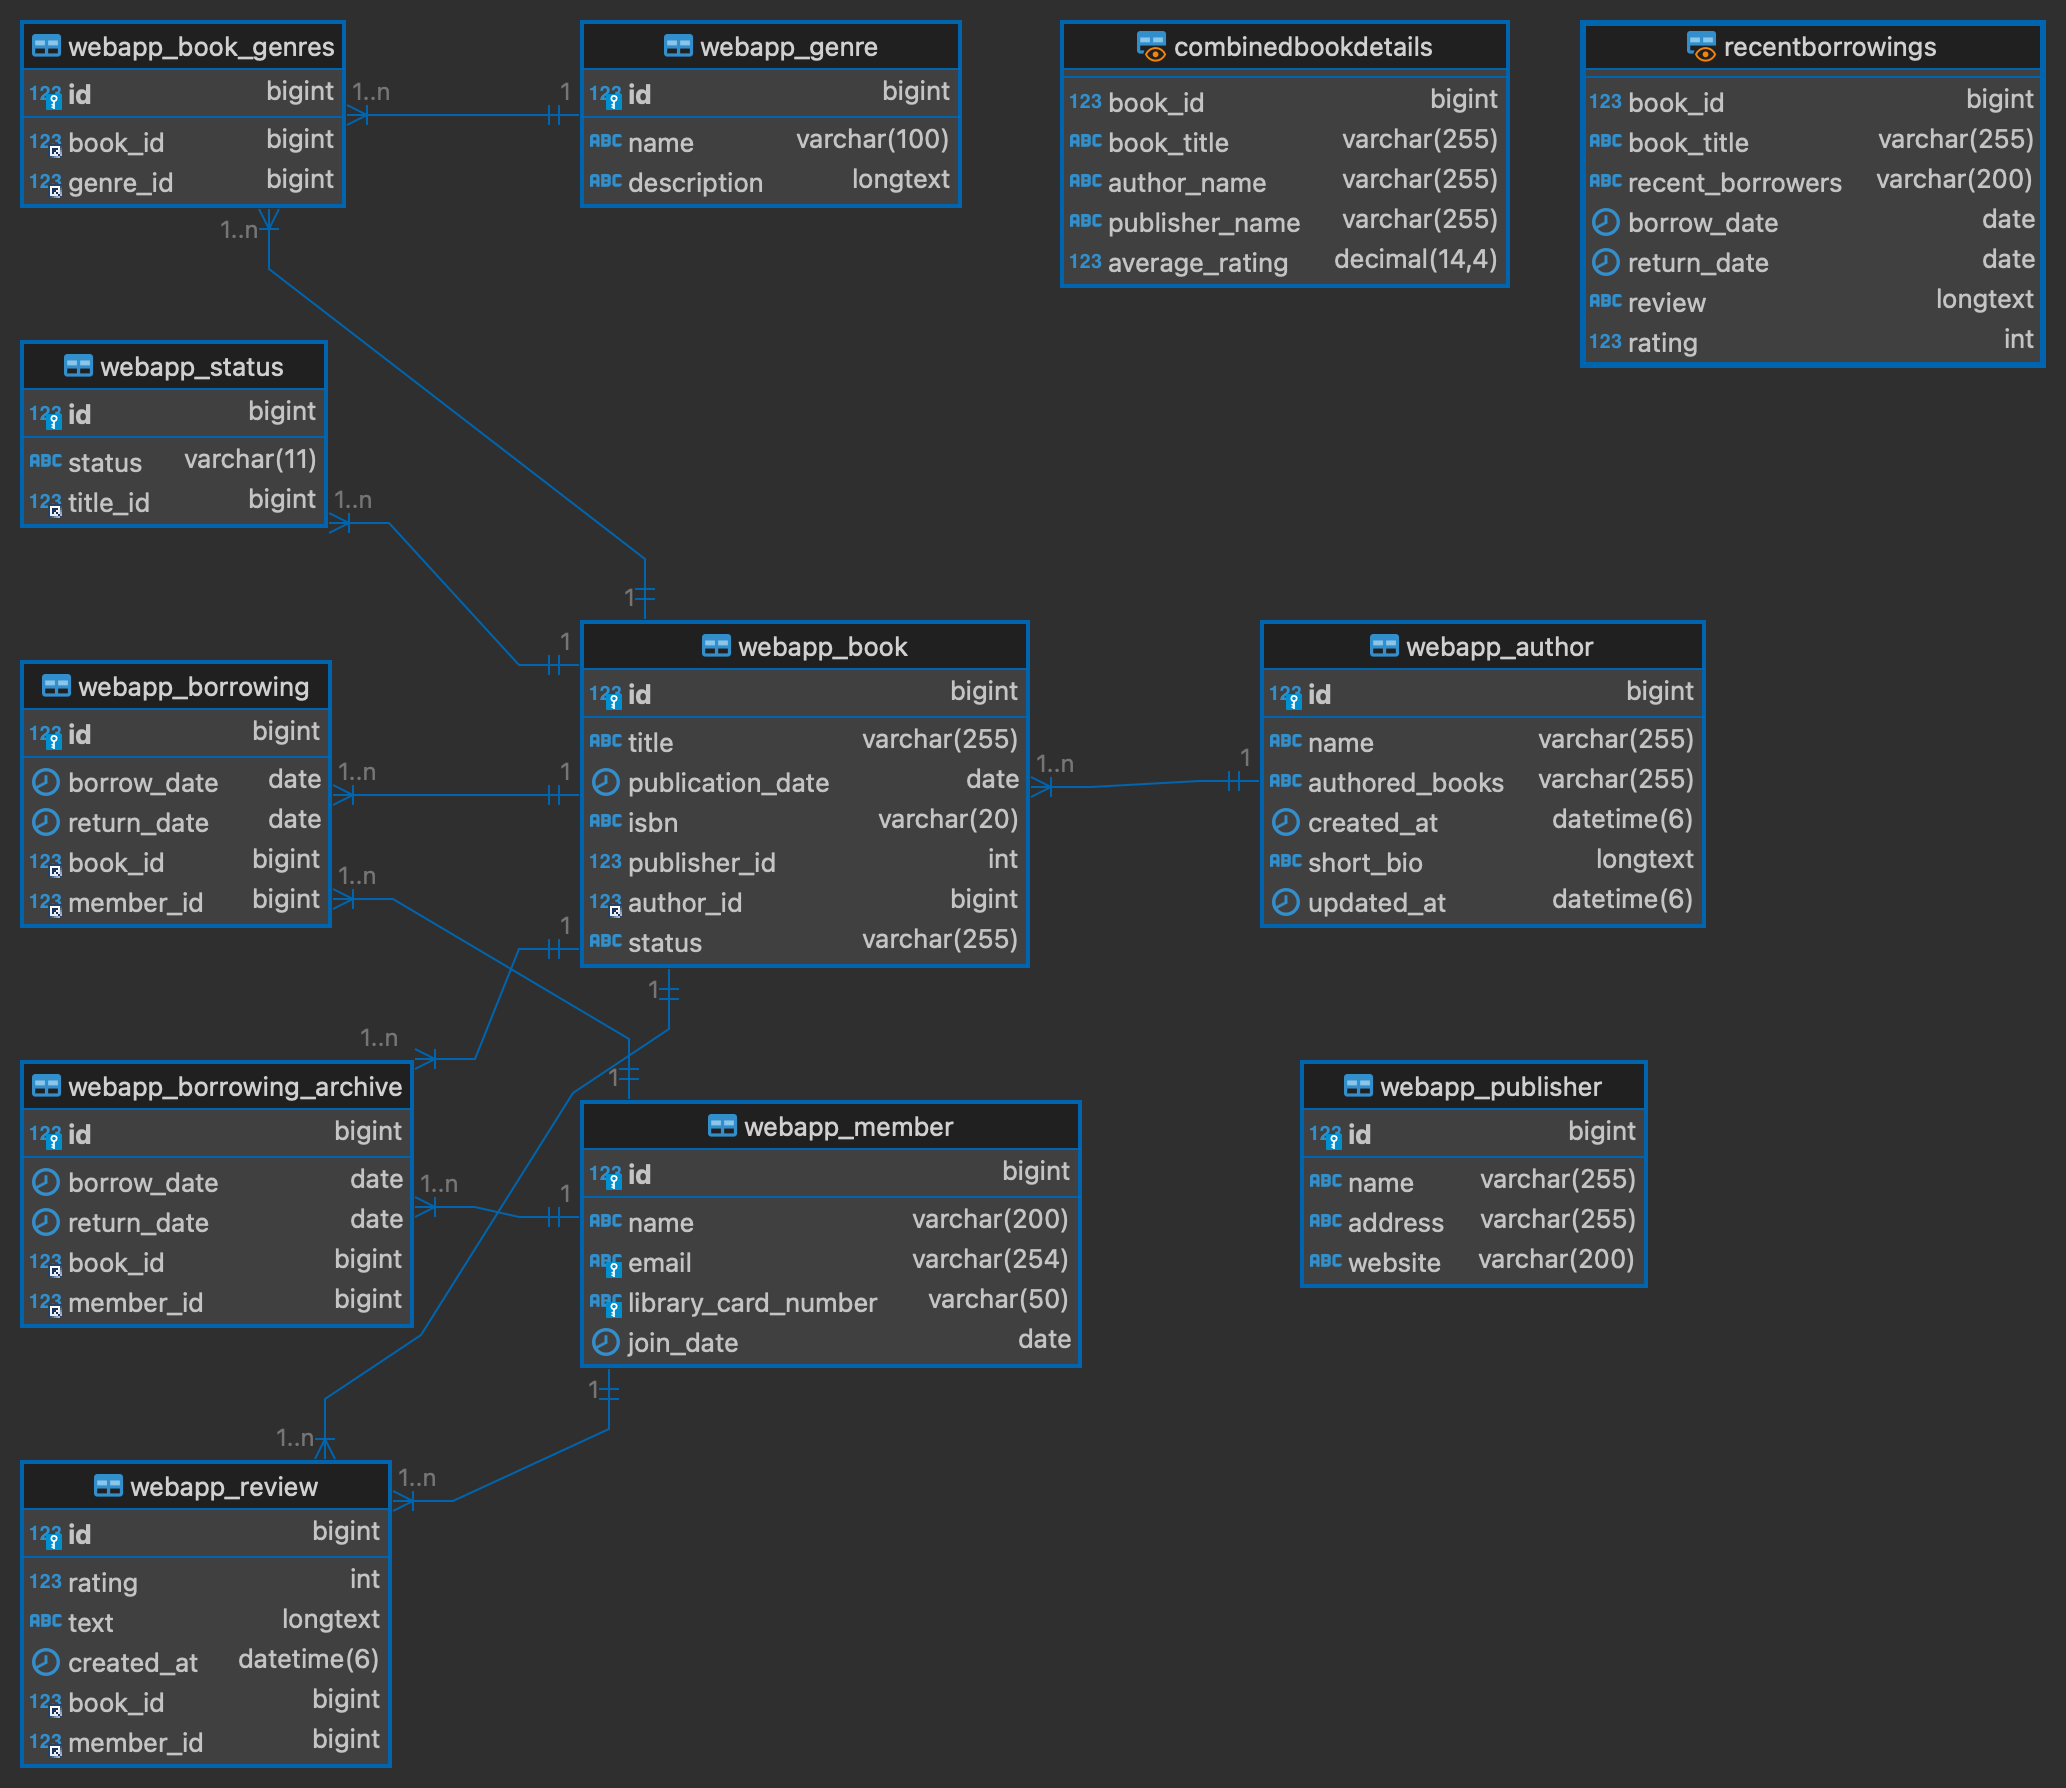 webapp_book_genres
123 id bigint
123 book_id bigint
123 genre_id bigint
1..n
1
1..n
webapp_genre
123 id bigint
ABC name varchar(100)
ABC description longtext
combinedbookdetails
123 book_id bigint
ABC book_title varchar(255)
ABC author_name varchar(255)
ABC publisher_name varchar(255)
123 average_rating decimal(14,4)
recentborrowings
123 book_id bigint
ABC book_title varchar(255)
ABC recent_borrowers varchar(200)
borrow_date date
return_date date
ABC review longtext
123 rating int
webapp_status
123 id bigint
ABC status varchar(11)
123 title_id bigint
1..n
1
1
webapp_borrowing
123 id bigint
borrow_date date
return_date date
123 book_id bigint
123 member_id bigint
1..n
1
1..n
1
webapp_book
123 id bigint
ABC title varchar(255)
publication_date date
ABC isbn varchar(20)
123 publisher_id int
123 author_id bigint
ABC status varchar(255)
1..n
1
webapp_author
123 id bigint
ABC name varchar(255)
ABC authored_books varchar(255)
created_at datetime(6)
ABC short_bio longtext
updated_at datetime(6)
1
1..n
1
webapp_borrowing_archive
123 id bigint
borrow_date date
return_date date
123 book_id bigint
123 member_id bigint
1..n
1
webapp_member
123 id bigint
ABC name varchar(200)
ABC email varchar(254)
ABC library_card_number varchar(50)
join_date date
webapp_publisher
123 id bigint
ABC name varchar(255)
ABC address varchar(255)
ABC website varchar(200)
1
1..n
1..n
webapp_review
123 id bigint
123 rating int
ABC text longtext
created_at datetime(6)
123 book_id bigint
123 member_id bigint